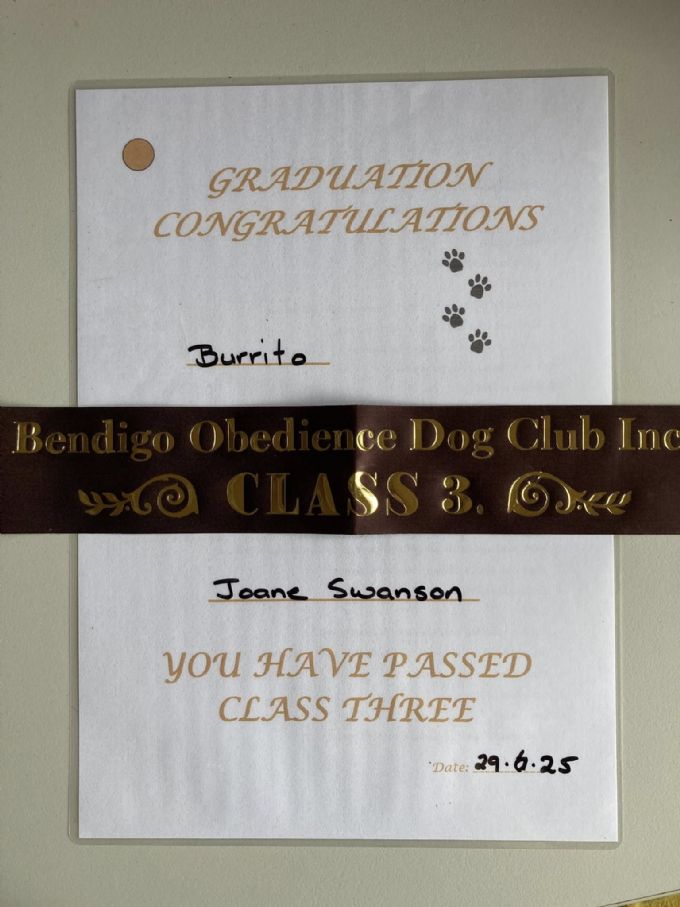 GRADUATION
CONGRATULATIONS
Burrito
Bendigo Obedience Dog Club Inc
CLASS 3.
Joane Swanson
YOU HAVE PASSED
CLASS THREE
Date: 29.6.25